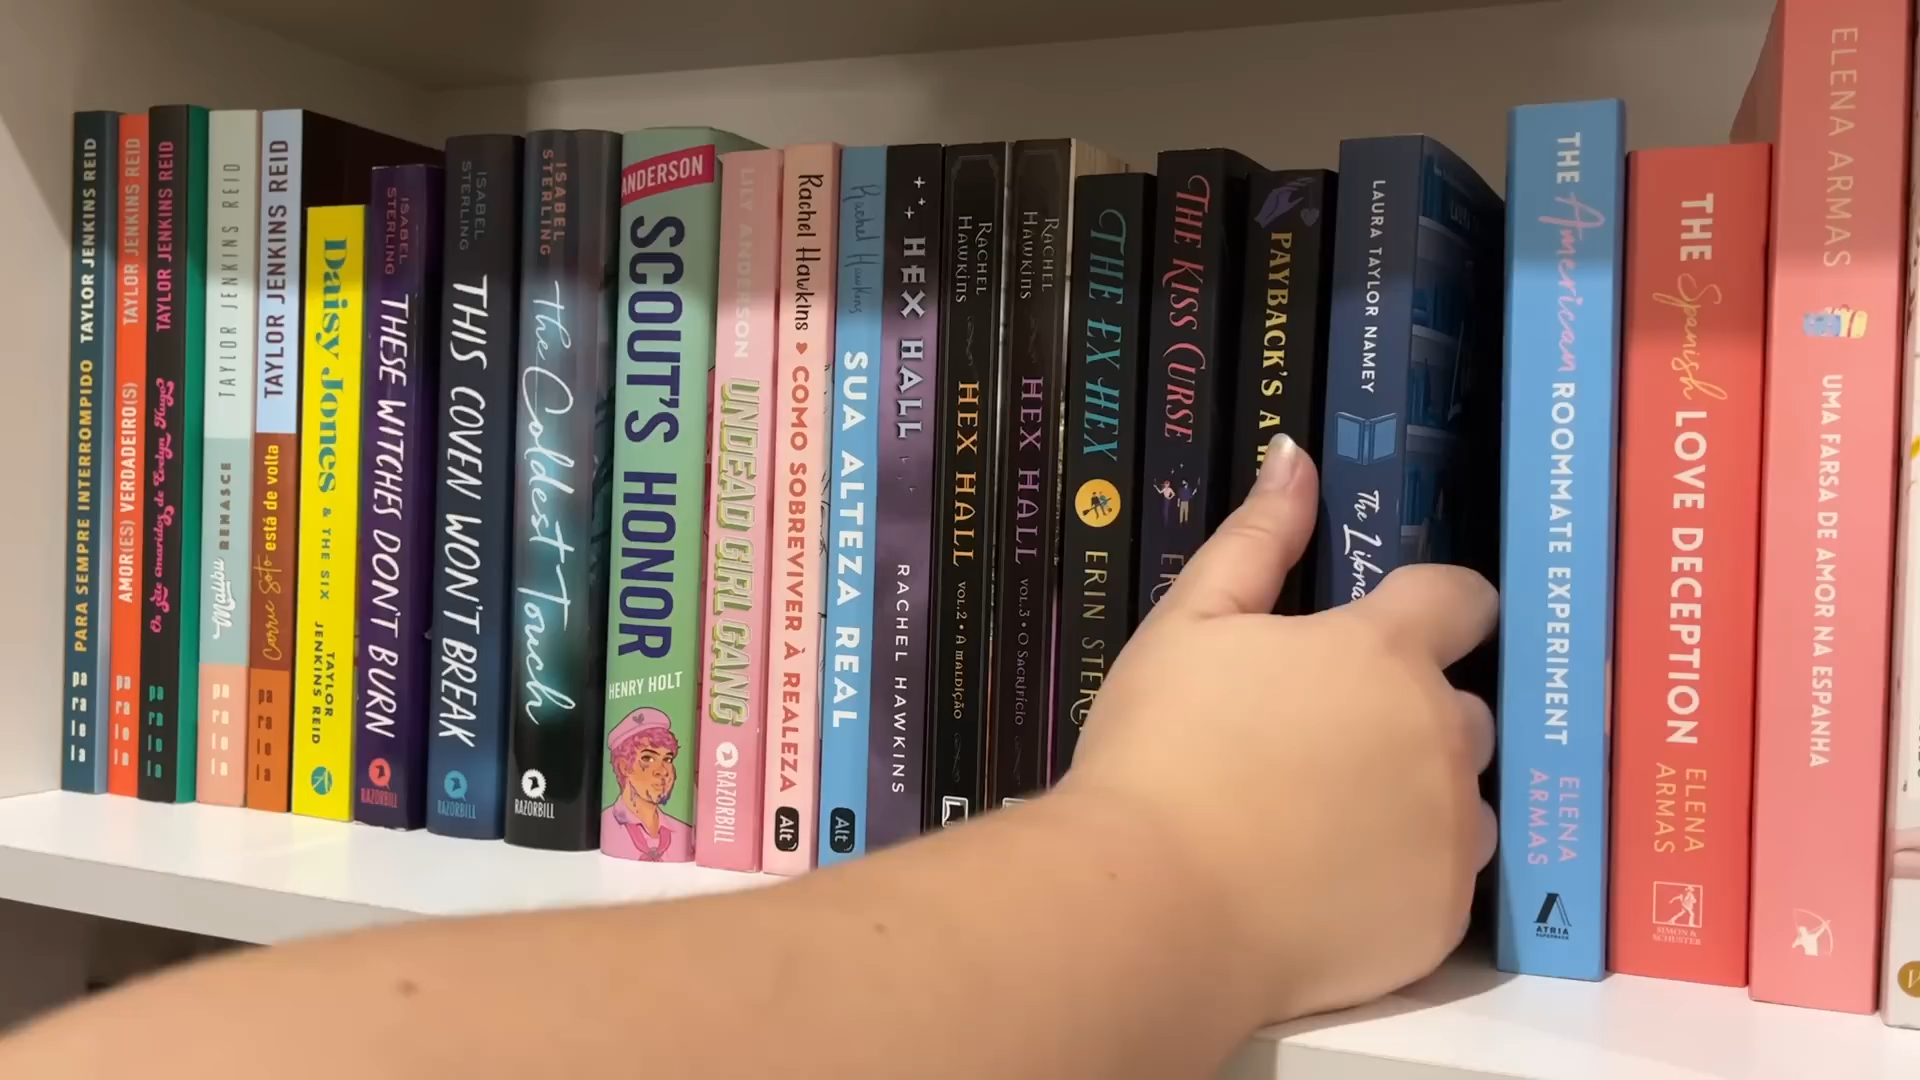 PARA SEMPRE INTERROMPIDO TAYLOR JENKINS REID
paralela
AMOR(ES) VERDADEIRO(S) TAYLOR JENKINS REID
paralela
Os sete maridos de Evelyn Hugo TAYLOR JENKINS REID
paralela
TAYLOR JENKINS REID
RENASCE
paralela
TAYLOR JENKINS REID
Carrie Soto está de volta
paralela
Daisy Jones & THE SIX
TAYLOR JENKINS REID
ISABEL STERLING
THESE WITCHES DON'T BURN
RAZORBILL
ISABEL STERLING
THIS COVEN WON'T BREAK
RAZORBILL
ISABEL STERLING
the Coldest Touch
RAZORBILL
ANDERSON
SCOUT'S HONOR
HENRY HOLT
LILY ANDERSON
UNDEAD GIRL GANG
RAZORBILL
Rachel Hawkins
COMO SOBREVIVER À REALEZA
Alt
Rachel Hawkins
SUA ALTEZA REAL
Alt
HEX HALL
RACHEL HAWKINS
RACHEL HAWKINS
HEX HALL VOL.2 • A MALDIÇÃO
RACHEL HAWKINS
HEX HALL VOL.3 • O SACRIFÍCIO
THE EX HEX
ERIN
THE KISS CURSE
PAYBACK'S A
LAURA TAYLOR NAMEY
The
THE American ROOMMATE EXPERIMENT
ELENA ARMAS
ATRIA
THE Spanish LOVE DECEPTION
ELENA ARMAS
SIMON & SCHUSTER
ELENA ARMAS
UMA FARSA DE AMOR NA ESPANHA